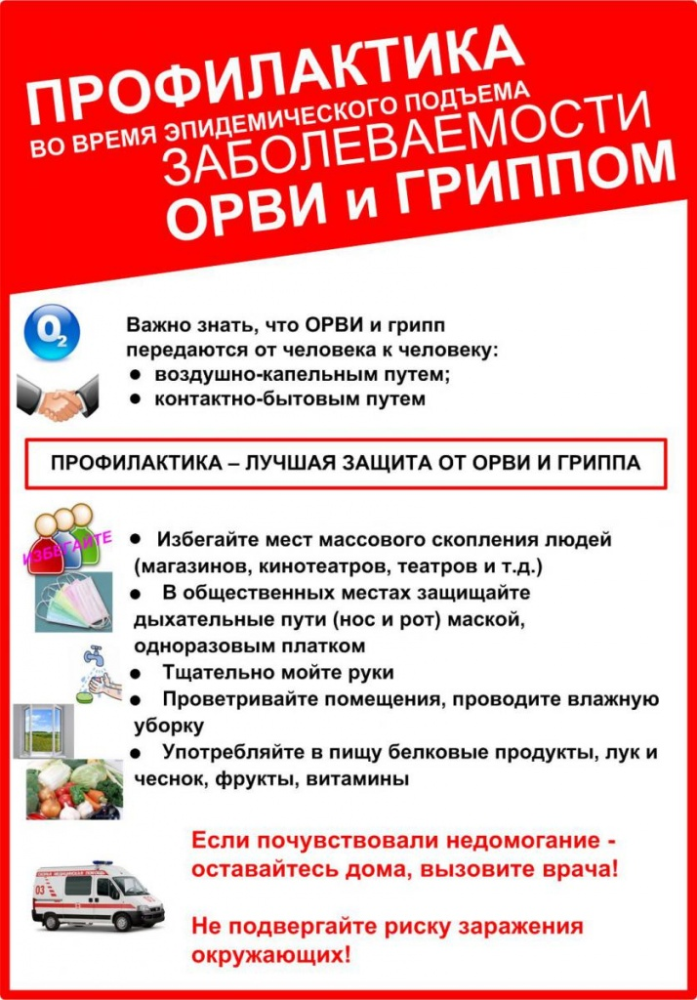 ПРОФИЛАКТИКА
ВО ВРЕМЯ ЭПИДЕМИЧЕСКОГО ПОДЪЕМА
ЗАБОЛЕВАЕМОСТИ
ОРВИ и ГРИППОМ
O2
Важно знать, что ОРВИ и грипп
передаются от человека к человеку:
● воздушно-капельным путем;
● контактно-бытовым путем
ПРОФИЛАКТИКА – ЛУЧШАЯ ЗАЩИТА ОТ ОРВИ И ГРИППА
ИЗБЕГАЙТЕ
● Избегайте мест массового скопления людей
(магазинов, кинотеатров, театров и т.д.)
● В общественных местах защищайте
дыхательные пути (нос и рот) маской,
одноразовым платком
● Тщательно мойте руки
● Проветривайте помещения, проводите влажную
уборку
● Употребляйте в пищу белковые продукты, лук и
чеснок, фрукты, витамины
Если почувствовали недомогание -
оставайтесь дома, вызовите врача!
СКОРАЯ МЕДИЦИНСКАЯ ПОМОЩЬ
03
Не подвергайте риску заражения
окружающих!